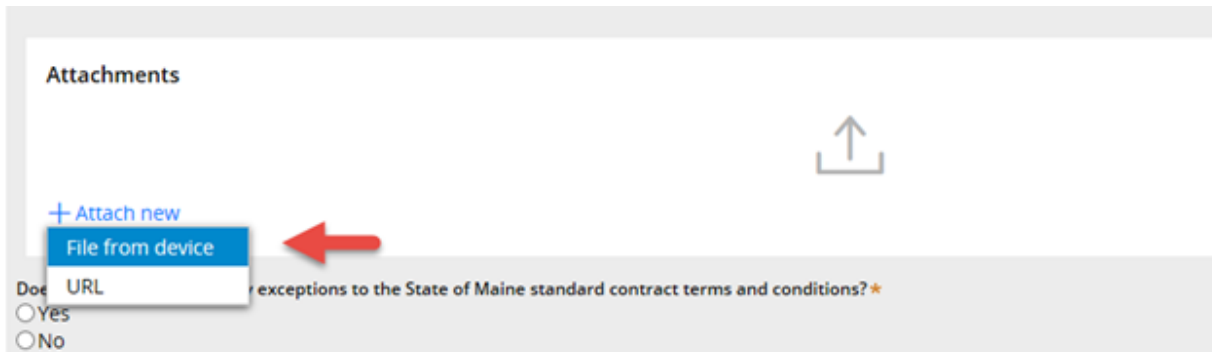 Attachments
+ Attach new
File from device
URL
Doe y exceptions to the State of Maine standard contract terms and conditions?*
Yes
No